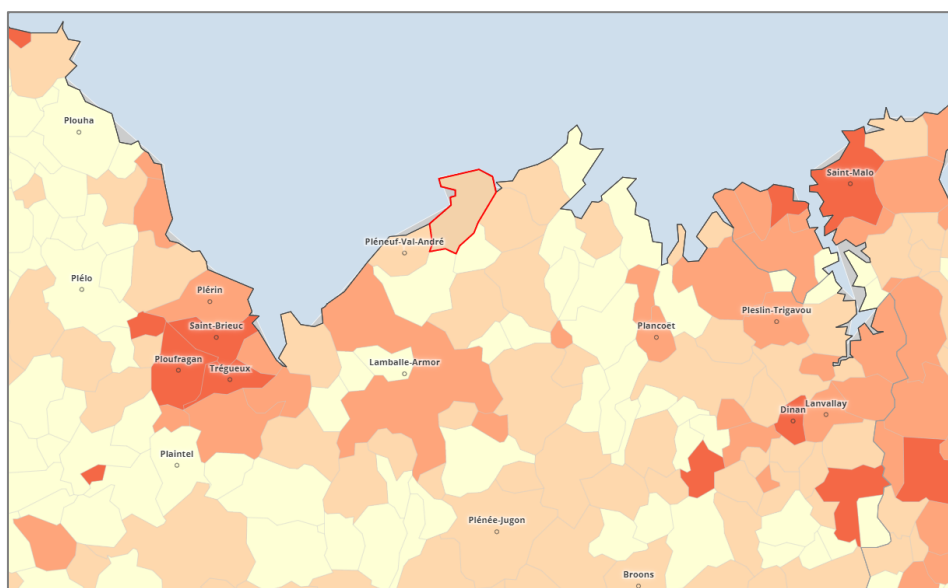 Plouha
Saint-Malo
Pléneuf-Val-André
Plélo
Plérin
Pleslin-Trigavou
Saint-Brieuc
Plancoët
Ploufragan
Trégueux
Lamballe-Armor
Lanvallay
Dinan
Plaintel
Plénée-Jugon
Broons